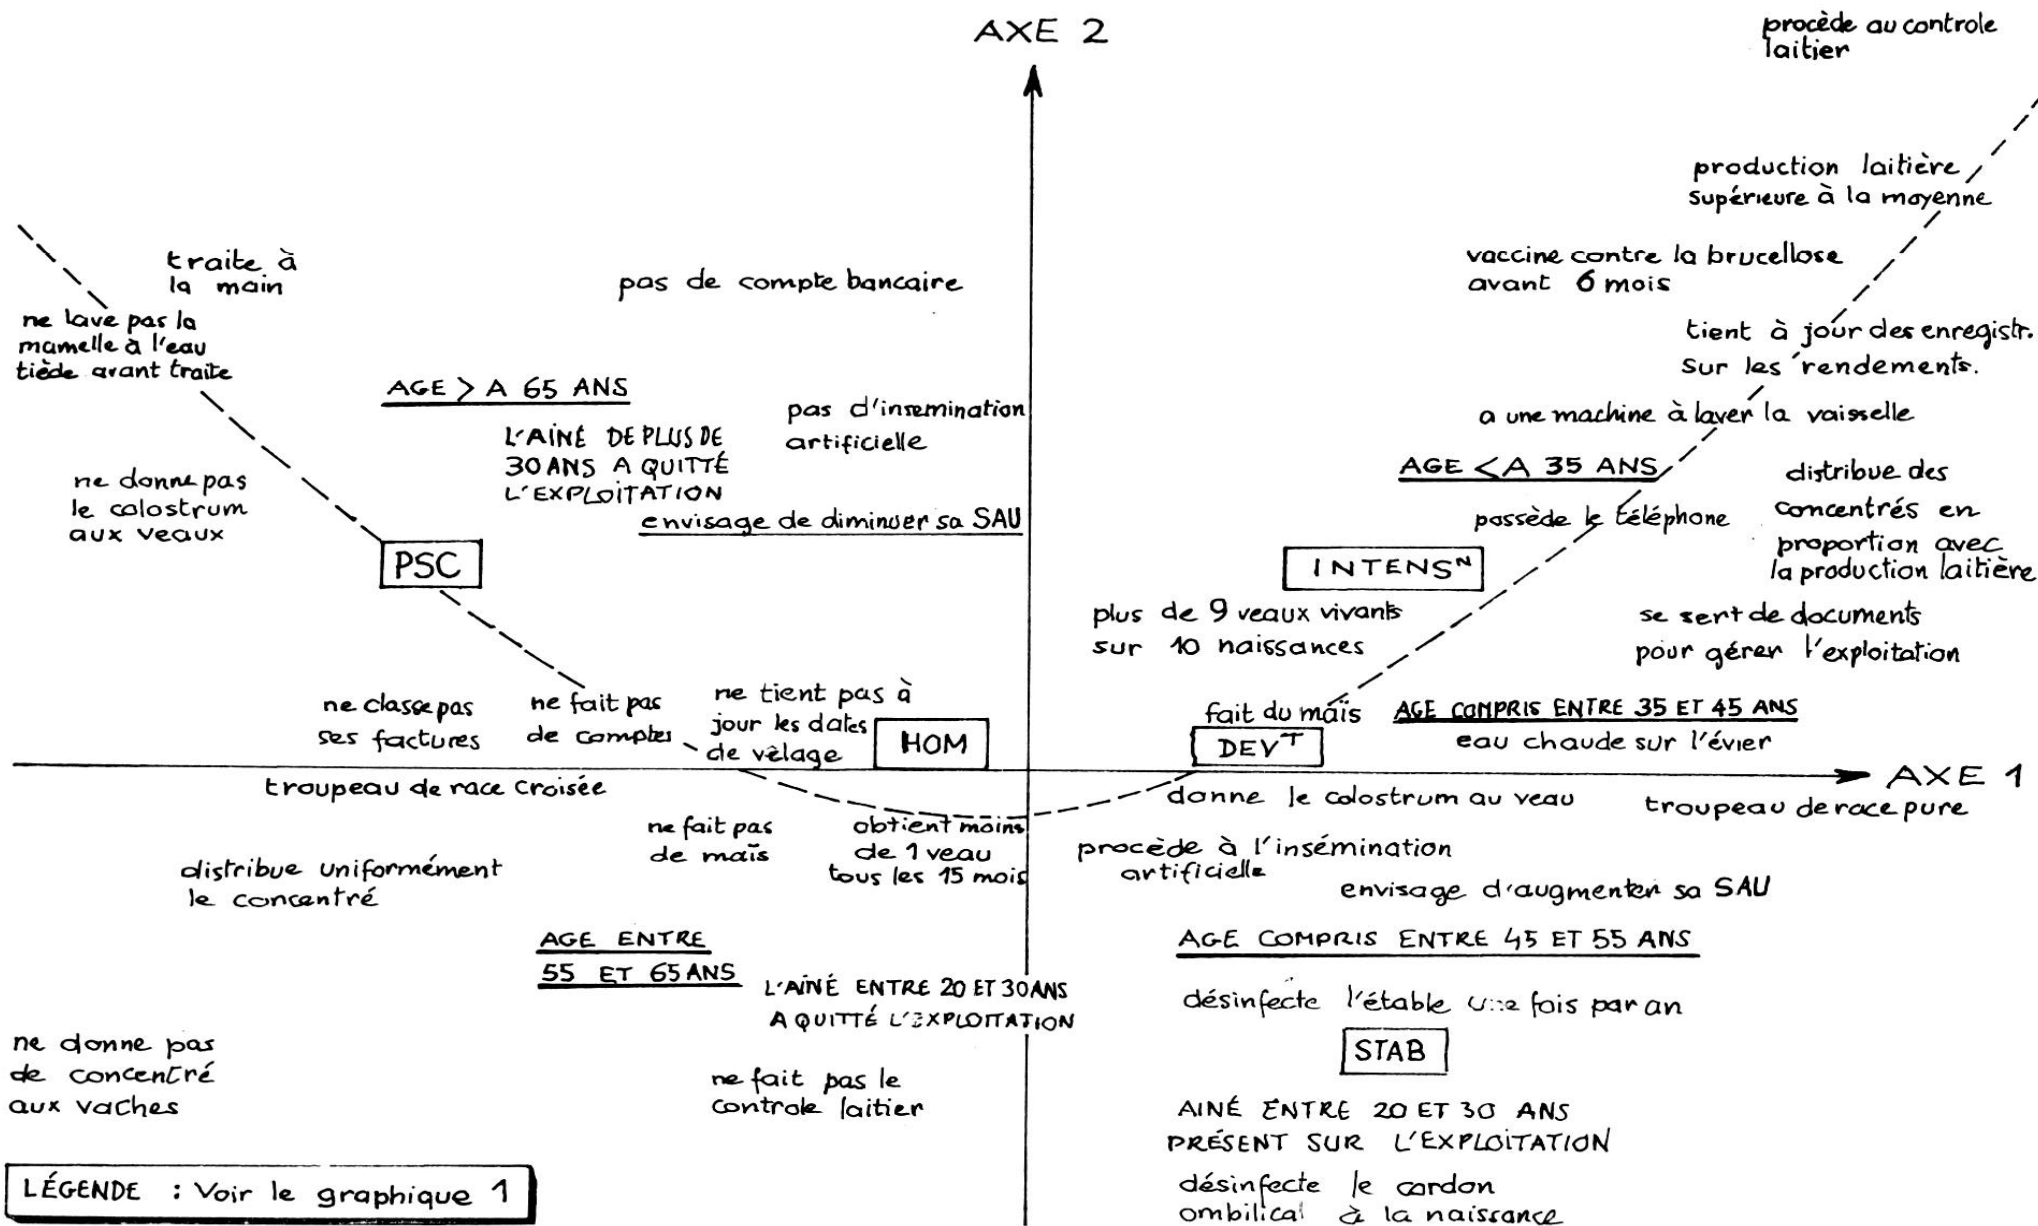 AXE 2
procède au controle
laitier
production laitière
supérieure à la moyenne
traite à
la main
pas de compte bancaire
vaccine contre la brucellose
avant 6 mois
ne lave pas la
mamelle à l'eau
tiède avant traite
tient à jour des enregistr.
sur les rendements.
AGE > A 65 ANS
pas d'insemination
artificielle
a une machine à laver la vaisselle
L'AINÉ DE PLUS DE
30 ANS A QUITTÉ
L'EXPLOITATION
AGE < A 35 ANS
distribue des
concentrés en
proportion avec
la production laitière
ne donne pas
le colostrum
aux veaux
envisage de diminuer sa SAU
possède le téléphone
PSC
INTENSᴺ
plus de 9 veaux vivants
sur 10 naissances
se sert de documents
pour gérer l'exploitation
ne classe pas
ses factures
ne fait pas
de comptes
ne tient pas à
jour les dates
de vêlage
HOM
fait du maïs
DEVᵀ
AGE COMPRIS ENTRE 35 ET 45 ANS
eau chaude sur l'évier
AXE 1
troupeau de race croisée
donne le colostrum au veau
troupeau de race pure
ne fait pas
de maïs
obtient moins
de 1 veau
tous les 15 mois
procède à l'insémination
artificielle
distribue uniformément
le concentré
envisage d'augmenter sa SAU
AGE ENTRE
55 ET 65 ANS
AGE COMPRIS ENTRE 45 ET 55 ANS
L'AINÉ ENTRE 20 ET 30 ANS
A QUITTÉ L'EXPLOITATION
désinfecte l'étable une fois par an
ne donne pas
de concentré
aux vaches
STAB
ne fait pas le
controle laitier
AINÉ ENTRE 20 ET 30 ANS
PRÉSENT SUR L'EXPLOITATION
désinfecte le cordon
ombilical à la naissance
LÉGENDE : Voir le graphique 1